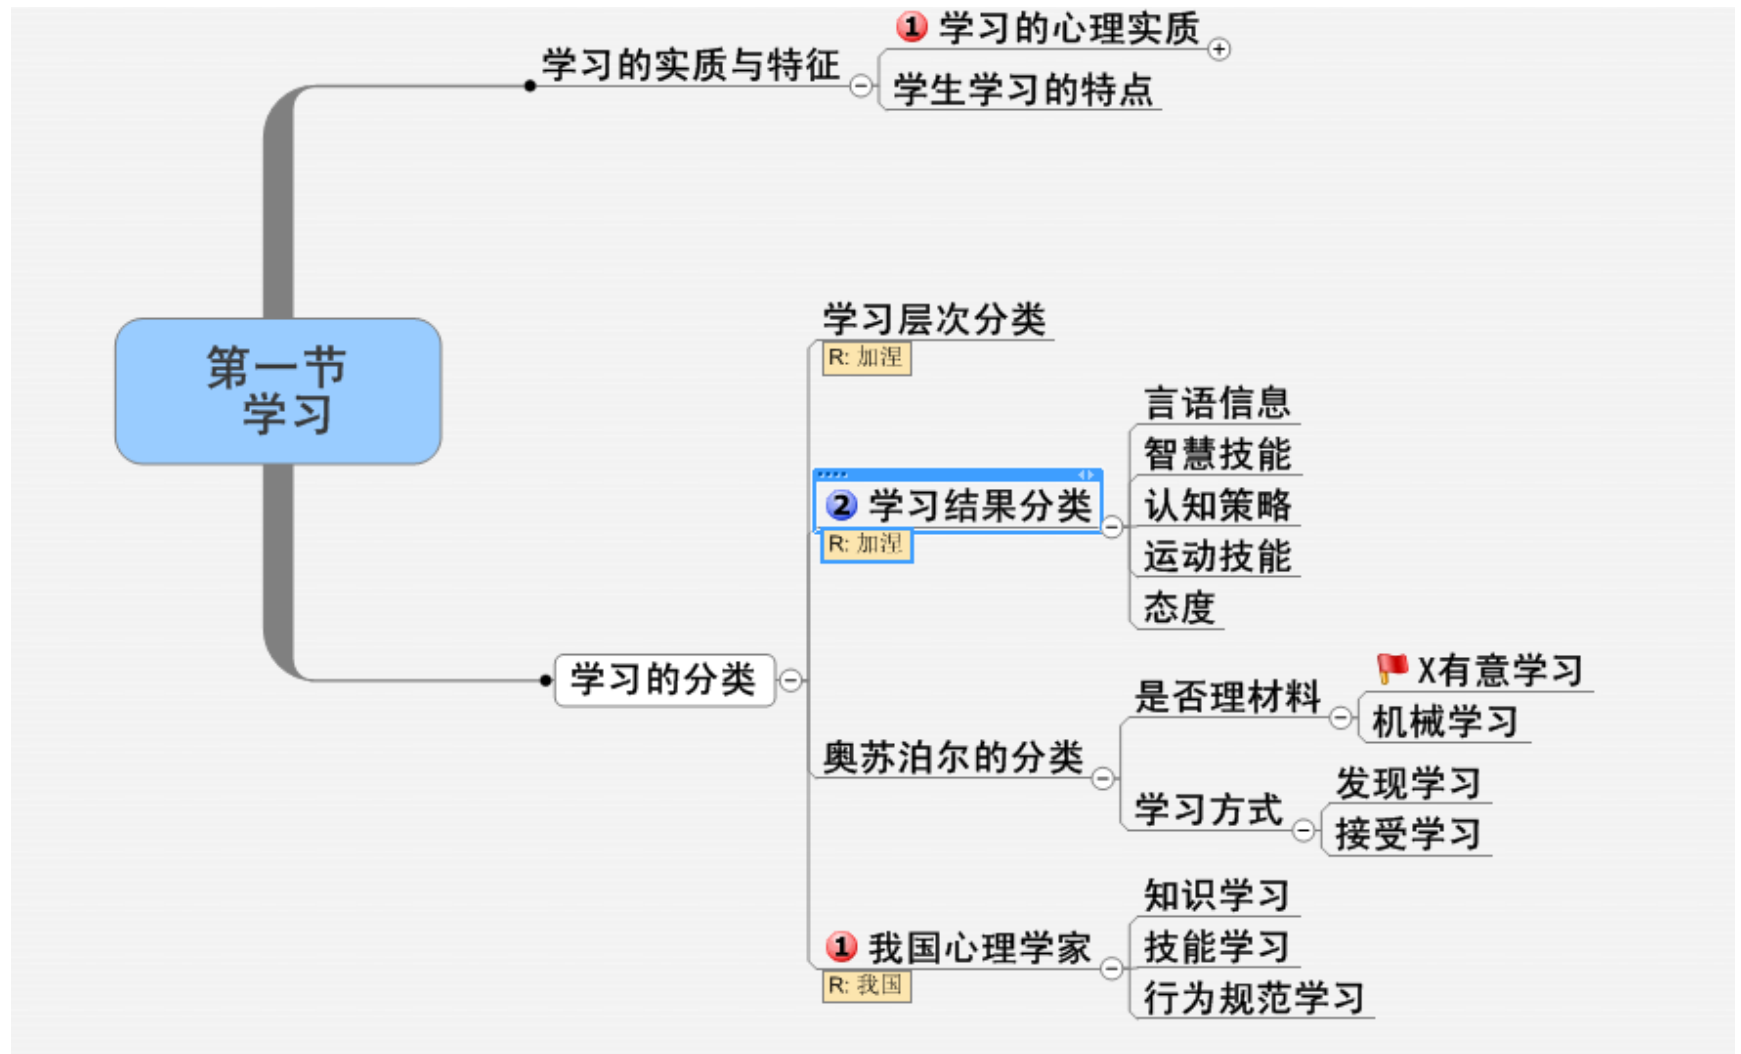 ① 学习的心理实质
学习的实质与特征
学生学习的特点
第一节
学习
学习层次分类
R: 加涅
言语信息
智慧技能
② 学习结果分类
认知策略
R: 加涅
运动技能
态度
学习的分类
X有意学习
是否理材料
机械学习
奥苏泊尔的分类
发现学习
学习方式
接受学习
知识学习
① 我国心理学家
技能学习
R: 我国
行为规范学习